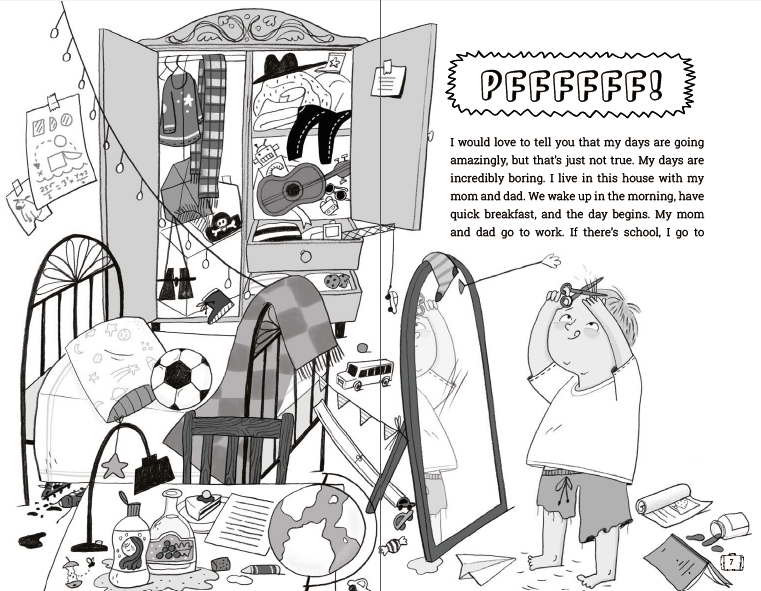 PFFFFFF!
I would love to tell you that my days are going
amazingly, but that's just not true. My days are
incredibly boring. I live in this house with my
mom and dad. We wake up in the morning, have
quick breakfast, and the day begins. My mom
and dad go to work. If there's school, I go to
7